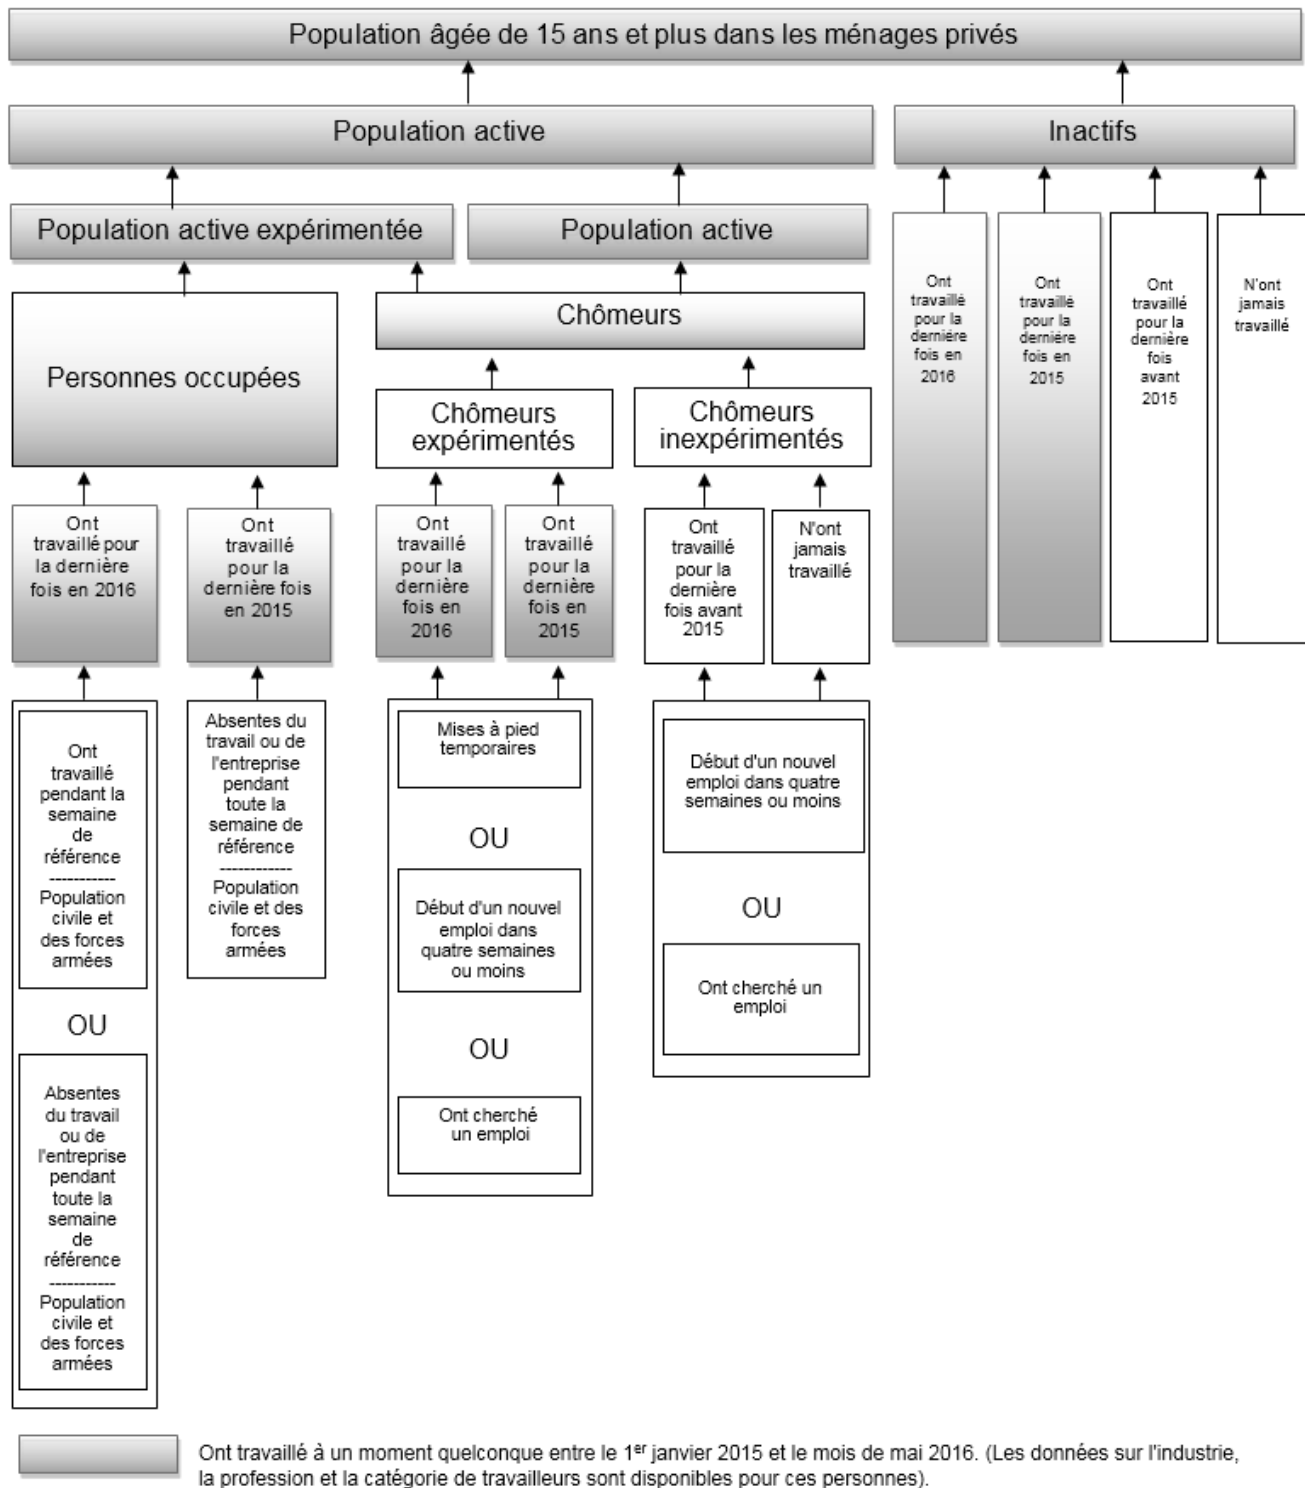 Population âgée de 15 ans et plus dans les ménages privés
Population active
Inactifs
Population active expérimentée
Population active
Ont
travaillé
pour la
dernière
fois en
2016
Ont
travaillé
pour la
dernière
fois en
2015
Ont
travaillé
pour la
dernière
fois
avant
2015
N'ont
jamais
travaillé
Personnes occupées
Chômeurs
Chômeurs
expérimentés
Chômeurs
inexpérimentés
Ont
travaillé pour
la dernière
fois en 2016
Ont
travaillé
pour la
dernière fois
en 2015
Ont
travaillé
pour la
dernière
fois en
2016
Ont
travaillé
pour la
dernière
fois en
2015
Ont
travaillé
pour la
dernière
fois avant
2015
N'ont
jamais
travaillé
Ont
travaillé
pendant la
semaine
de
référence
-----------
Population
civile et
des forces
armées
OU
Absentes
du travail
ou de
l'entreprise
pendant
toute la
semaine
de
référence
-----------
Population
civile et
des forces
armées
Absentes du
travail ou de
l'entreprise
pendant
toute la
semaine de
référence
------------
Population
civile et des
forces
armées
Mises à pied
temporaires
OU
Début d'un nouvel
emploi dans
quatre semaines
ou moins
OU
Ont cherché
un emploi
Début d'un nouvel
emploi dans quatre
semaines ou moins
OU
Ont cherché un
emploi
Ont travaillé à un moment quelconque entre le 1er janvier 2015 et le mois de mai 2016. (Les données sur l'industrie,
la profession et la catégorie de travailleurs sont disponibles pour ces personnes).